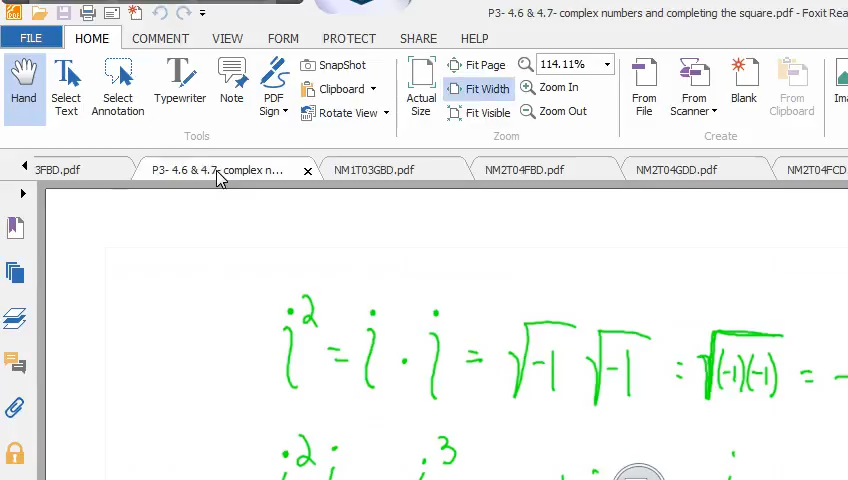 P3- 4.6 & 4.7- complex numbers and completing the square.pdf - Foxit Rea
FILE HOME COMMENT VIEW FORM PROTECT SHARE HELP
SnapShot Fit Page 114.11%
Clipboard Fit Width Zoom In
Hand Select Text Select Annotation Typewriter Note PDF Sign Rotate View Actual Size Fit Visible Zoom Out From File From Scanner Blank From Clipboard Ima
Tools Zoom Create
3FBD.pdf P3- 4.6 & 4.7- complex n... NM1T03GBD.pdf NM2T04FBD.pdf NM2T04GDD.pdf NM2T04FCD
i² = i · i = √-1 √-1 = √(-1)(-1) = -
i² i i³